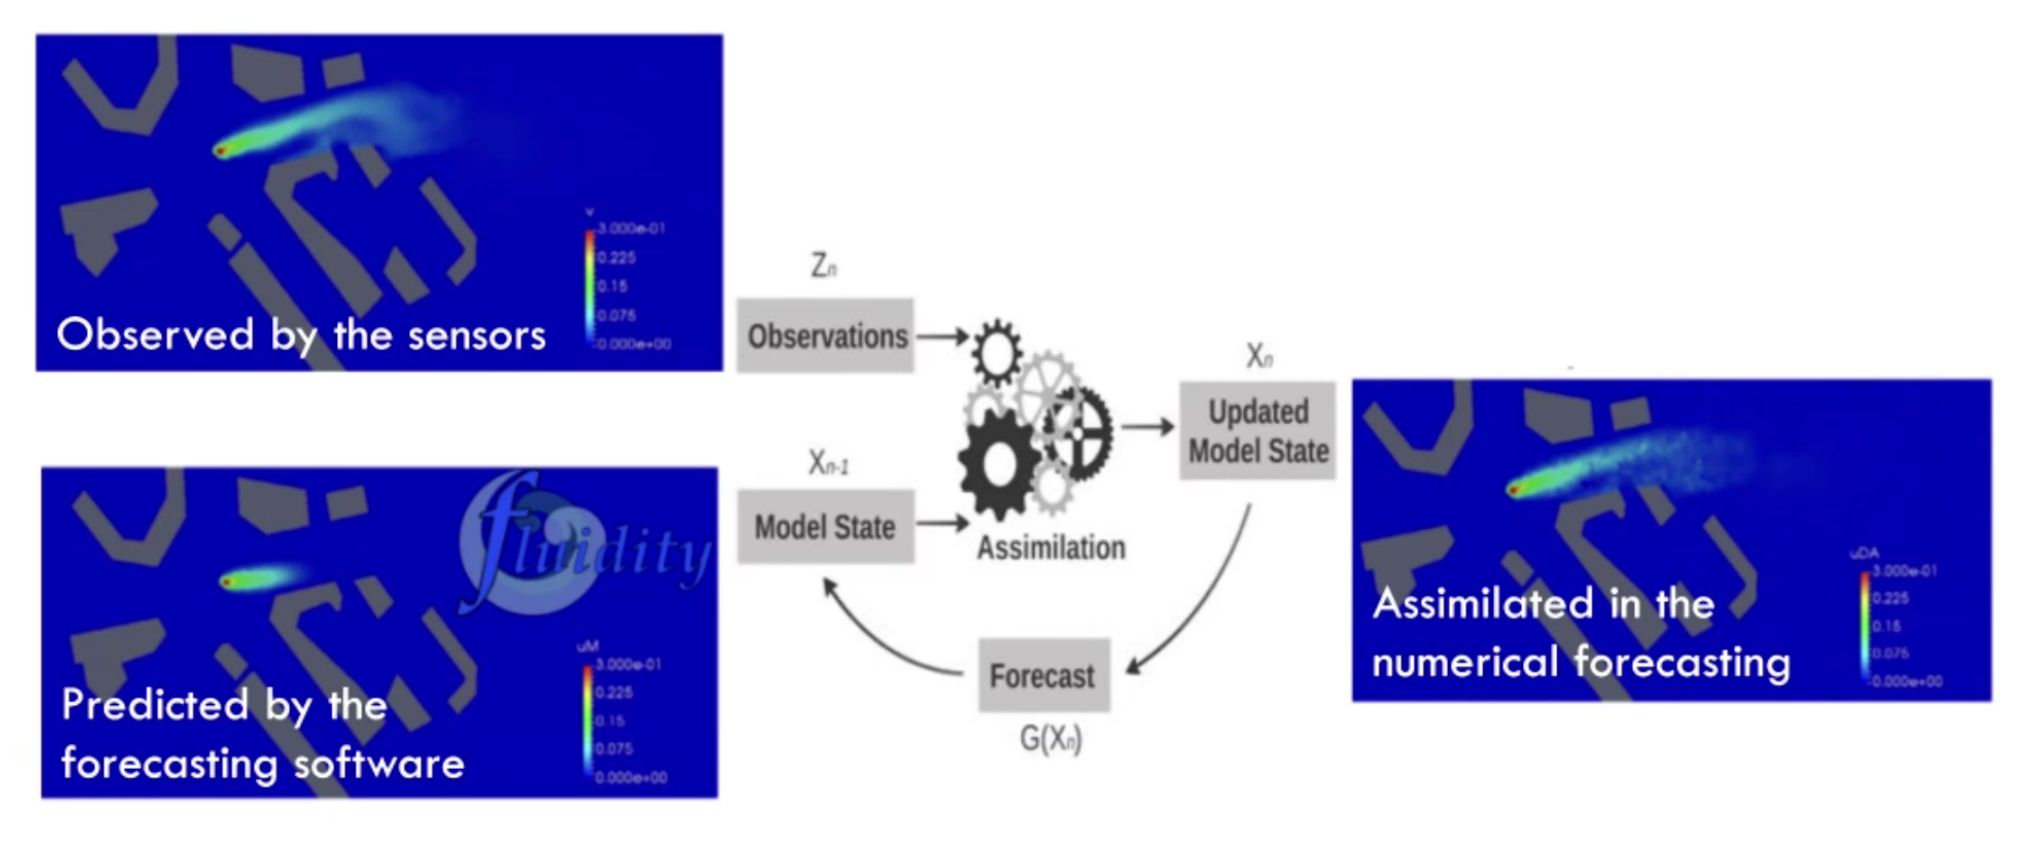 v
3.000e-01
0.225
0.15
0.075
0.000e+00
Observed by the sensors
fluidity
uM
3.000e-01
0.225
0.15
0.075
0.000e+00
Predicted by the
forecasting software
Zn
Observations
Xn-1
Model State
Assimilation
Xn
Updated
Model State
Forecast
G(Xn)
uDA
3.000e-01
0.225
0.15
0.075
0.000e+00
Assimilated in the
numerical forecasting